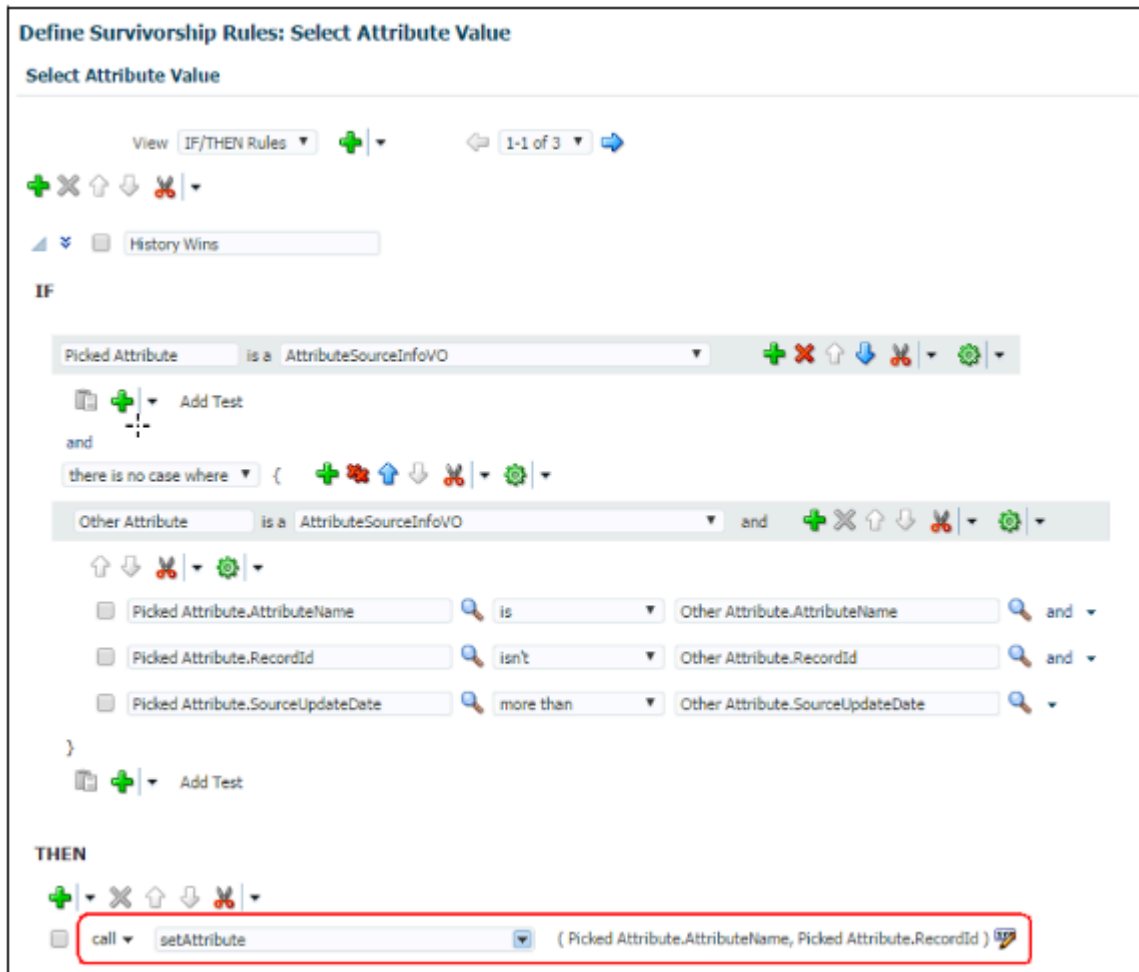 Define Survivorship Rules: Select Attribute Value
Select Attribute Value
View IF/THEN Rules 1-1 of 3
History Wins
IF
Picked Attribute is a AttributeSourceInfoVO
Add Test
and
there is no case where {
Other Attribute is a AttributeSourceInfoVO and
Picked Attribute.AttributeName is Other Attribute.AttributeName and
Picked Attribute.RecordId isn't Other Attribute.RecordId and
Picked Attribute.SourceUpdateDate more than Other Attribute.SourceUpdateDate
}
Add Test
THEN
call setAttribute ( Picked Attribute.AttributeName, Picked Attribute.RecordId )